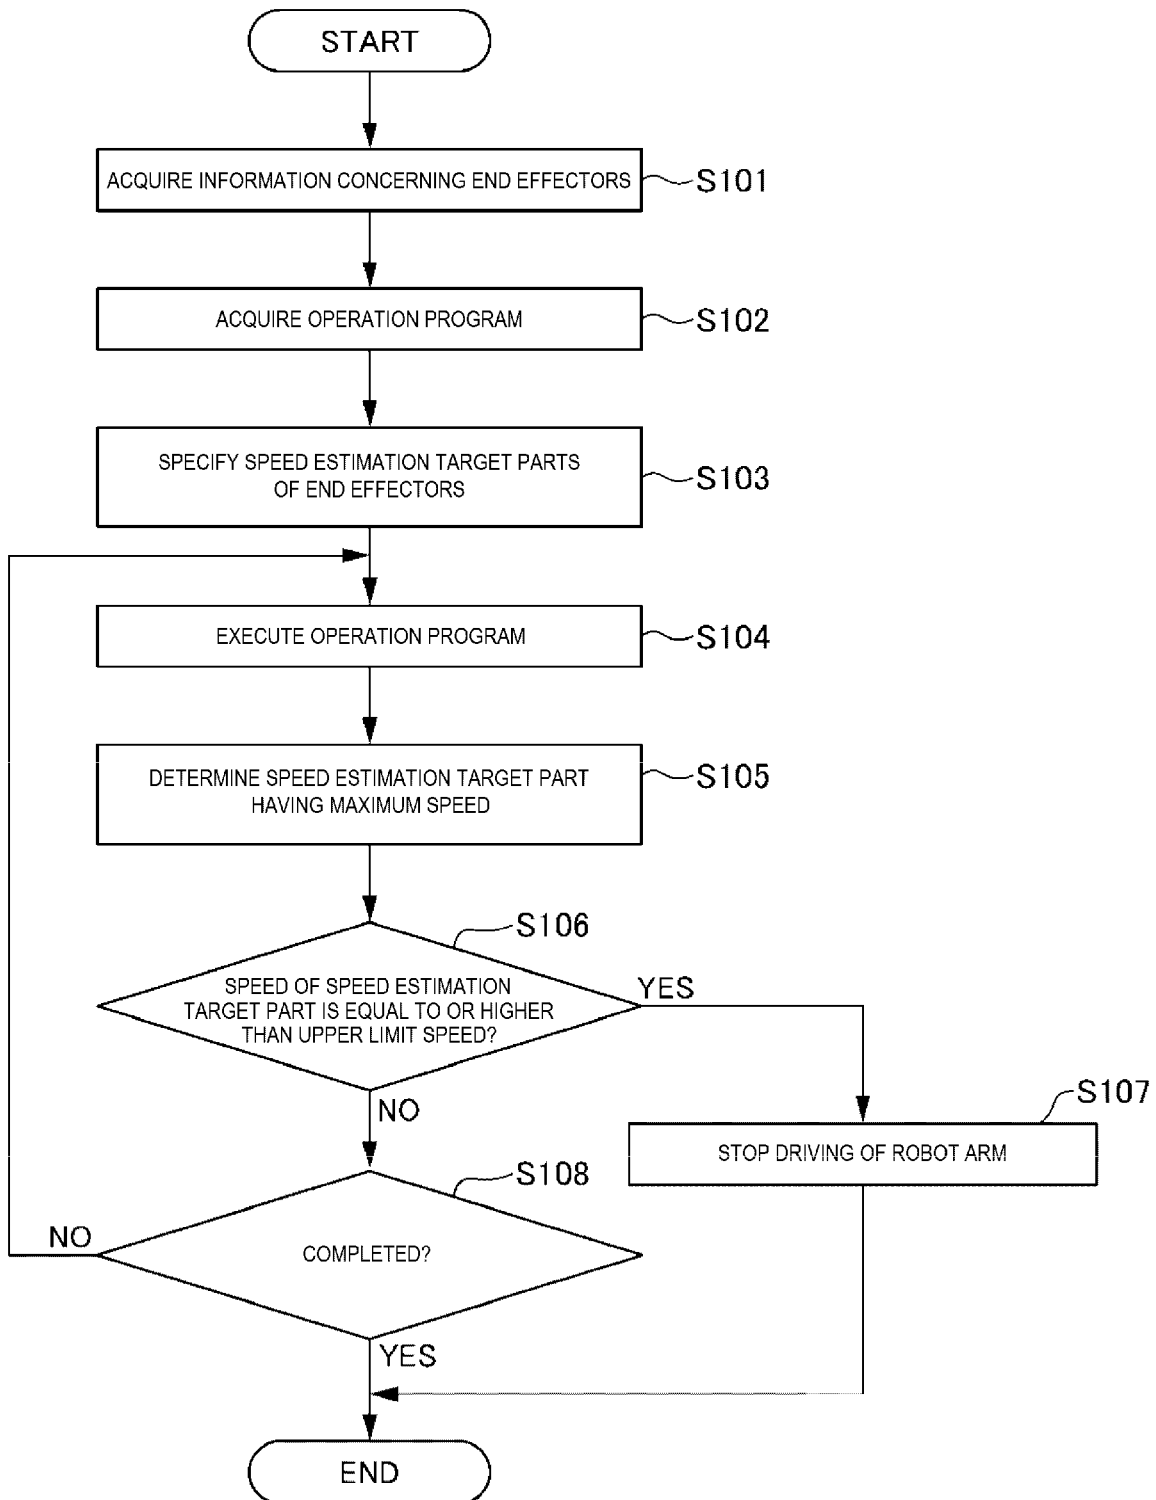 START
ACQUIRE INFORMATION CONCERNING END EFFECTORS
S101
ACQUIRE OPERATION PROGRAM
S102
SPECIFY SPEED ESTIMATION TARGET PARTS
OF END EFFECTORS
S103
EXECUTE OPERATION PROGRAM
S104
DETERMINE SPEED ESTIMATION TARGET PART
HAVING MAXIMUM SPEED
S105
S106
SPEED OF SPEED ESTIMATION
TARGET PART IS EQUAL TO OR HIGHER
THAN UPPER LIMIT SPEED?
YES
NO
S107
STOP DRIVING OF ROBOT ARM
S108
COMPLETED?
NO
YES
END